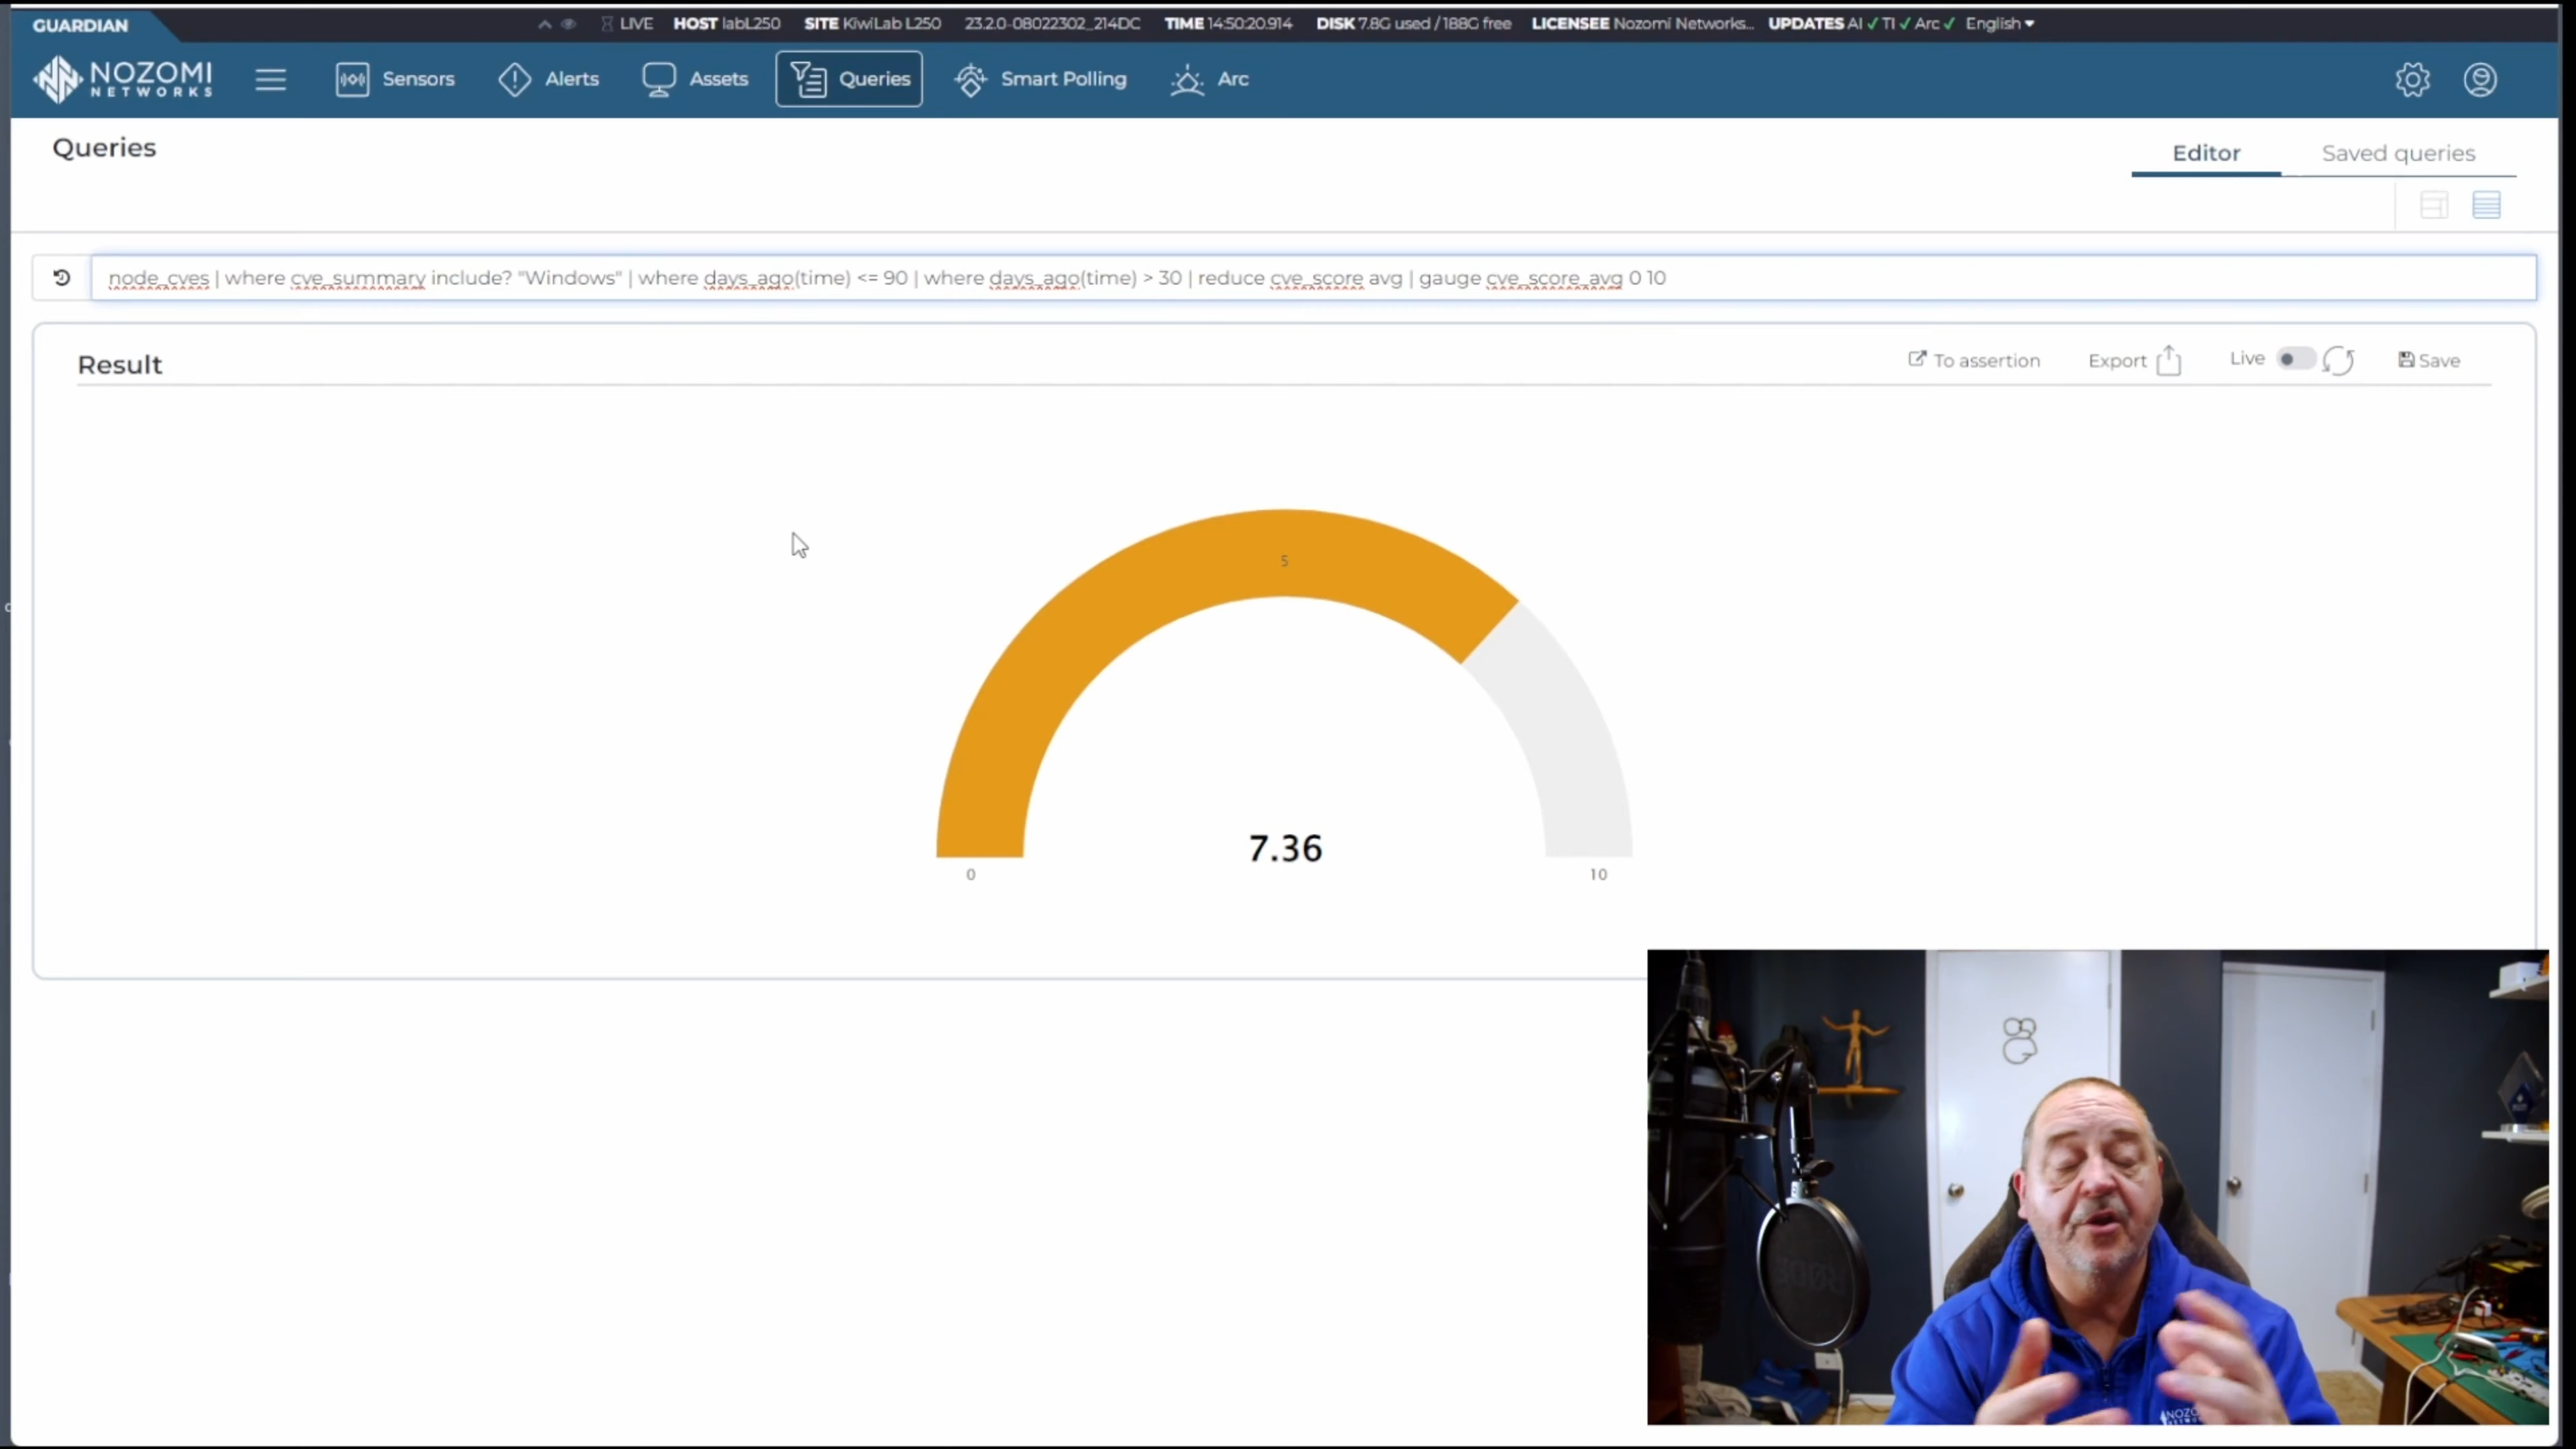 GUARDIAN
LIVE HOST labL250 SITE KiwiLab L250 23.2.0-08022302_214DC TIME 14:50:20.914 DISK 7.8G used / 188G free LICENSEE Nozomi Networks... UPDATES AI ✓ TI ✓ Arc ✓ English
NOZOMI
NETWORKS
Sensors Alerts Assets Queries Smart Polling Arc
Queries
Editor Saved queries
node_cves | where cve_summary include? "Windows" | where days_ago(time) <= 90 | where days_ago(time) > 30 | reduce cve_score avg | gauge cve_score_avg 0 10
Result
To assertion Export Live Save
5
7.36
0 10
RØDE